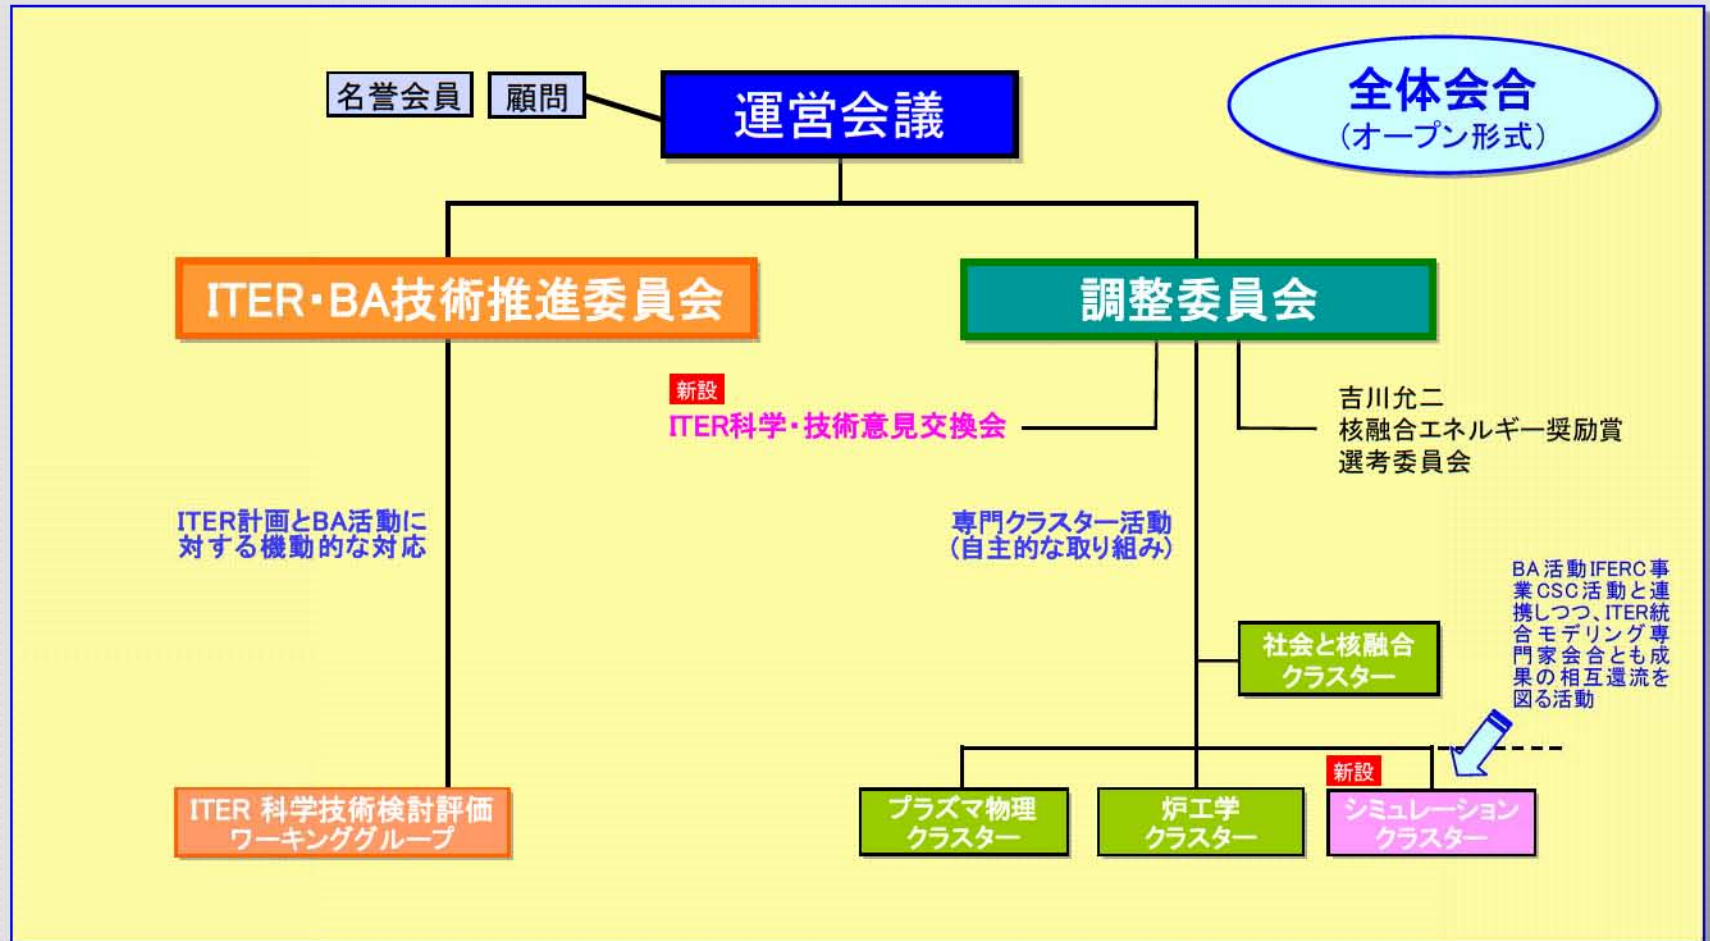 名誉会員
顧問
運営会議
全体会合
(オープン形式)
ITER・BA技術推進委員会
調整委員会
新設
ITER科学・技術意見交換会
吉川允二
核融合エネルギー奨励賞
選考委員会
ITER計画とBA活動に
対する機動的な対応
専門クラスター活動
(自主的な取り組み)
BA活動IFERC事
業CSC活動と連
携しつつ、ITER統
合モデリング専
門家会合とも成
果の相互還流を
図る活動
社会と核融合
クラスター
新設
ITER 科学技術検討評価
ワーキンググループ
プラズマ物理
クラスター
炉工学
クラスター
シミュレーション
クラスター